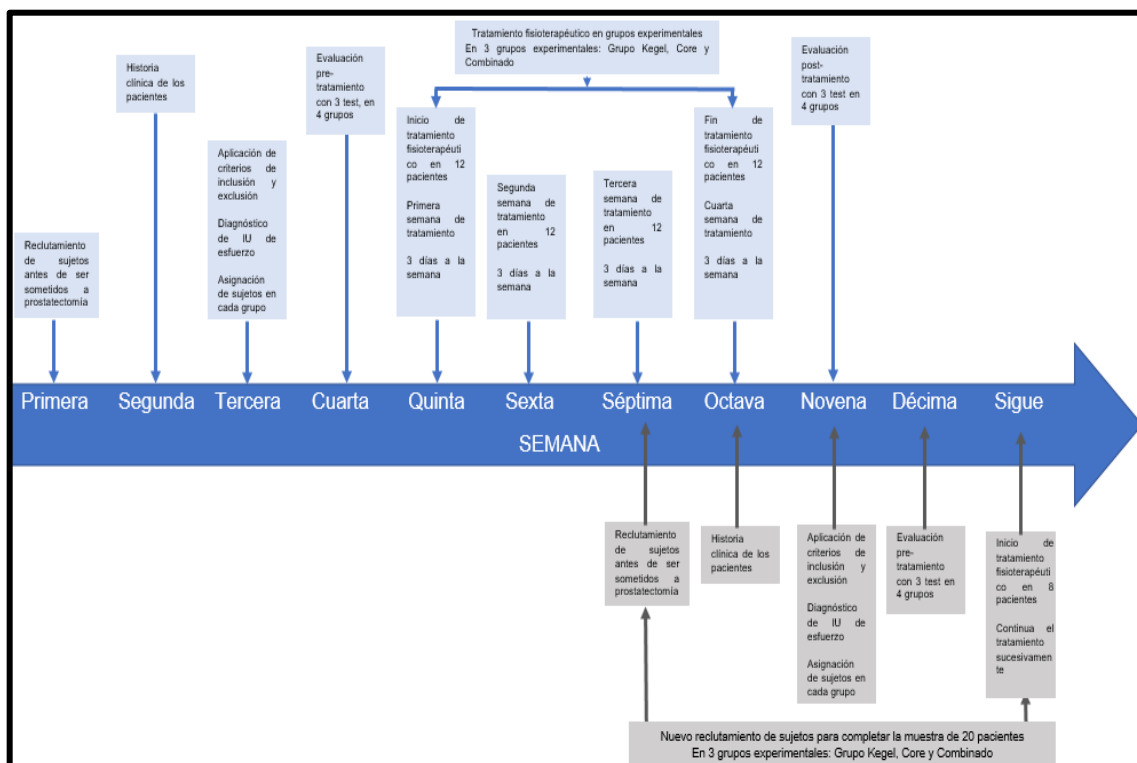 Tratamiento fisioterapéutico en grupos experimentales
En 3 grupos experimentales: Grupo Kegel, Core y
Combinado
Historia
clínica de los
pacientes
Evaluación
pre-
tratamiento
con 3 test, en
4 grupos
Evaluación
post-
tratamiento
con 3 test en
4 grupos
Reclutamiento
de sujetos
antes de ser
sometidos a
prostatectomía
Aplicación de
criterios de
inclusión y
exclusión
Diagnóstico
de IU de
esfuerzo
Asignación
de sujetos en
cada grupo
Inicio de
tratamiento
fisioterapéuti
co en 12
pacientes
Primera
semana de
tratamiento
3 días a la
semana
Segunda
semana de
tratamiento
en 12
pacientes
3 días a la
semana
Tercera
semana de
tratamiento
en 12
pacientes
3 días a la
semana
Fin de
tratamiento
fisioterapéuti
co en 12
pacientes
Cuarta
semana de
tratamiento
3 días a la
semana
Primera Segunda Tercera Cuarta Quinta Sexta Séptima Octava Novena Décima Sigue
SEMANA
Reclutamiento
de sujetos
antes de ser
sometidos a
prostatectomía
Historia
clínica de los
pacientes
Aplicación de
criterios de
inclusión y
exclusión
Diagnóstico
de IU de
esfuerzo
Asignación
de sujetos en
cada grupo
Evaluación
pre-
tratamiento
con 3 test en
4 grupos
Inicio de
tratamiento
fisioterapéuti
co en 8
pacientes
Continua el
tratamiento
sucesivame
nte
Nuevo reclutamiento de sujetos para completar la muestra de 20 pacientes
En 3 grupos experimentales: Grupo Kegel, Core y Combinado